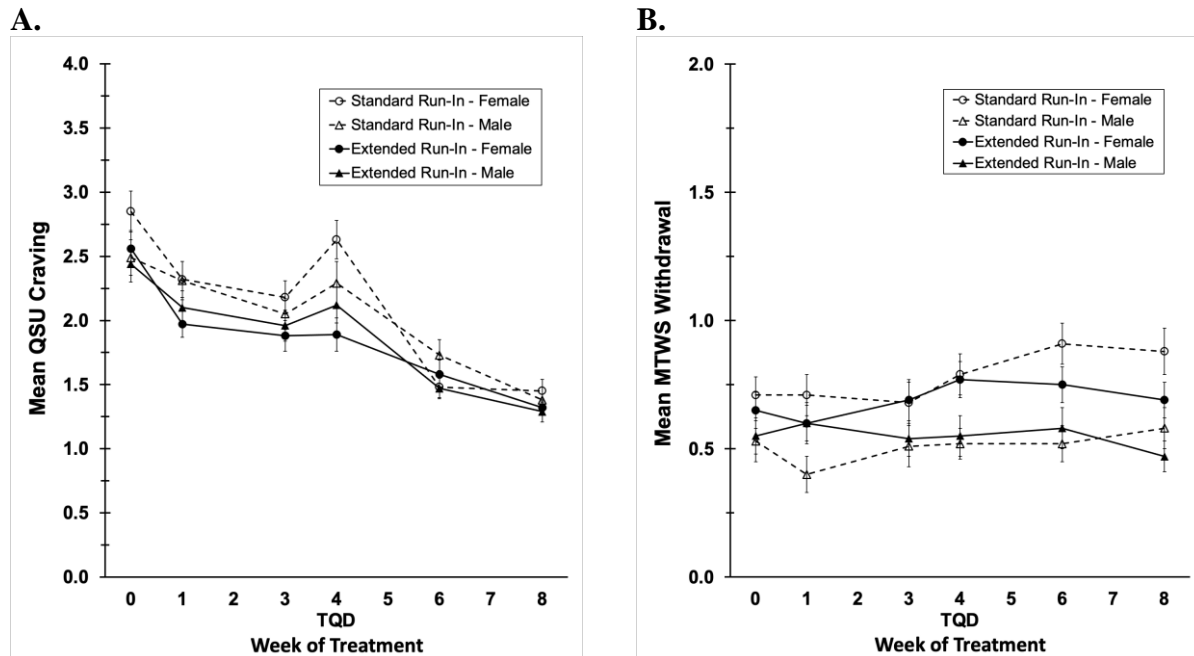 A.
4.0
3.5
3.0
2.5
2.0
1.5
1.0
0.5
0.0
Mean QSU Craving
Standard Run-In - Female
Standard Run-In - Male
Extended Run-In - Female
Extended Run-In - Male
0 1 2 3 4 5 6 7 8
TQD
Week of Treatment
B.
2.0
1.5
1.0
0.5
0.0
Mean MTWS Withdrawal
Standard Run-In - Female
Standard Run-In - Male
Extended Run-In - Female
Extended Run-In - Male
0 1 2 3 4 5 6 7 8
TQD
Week of Treatment